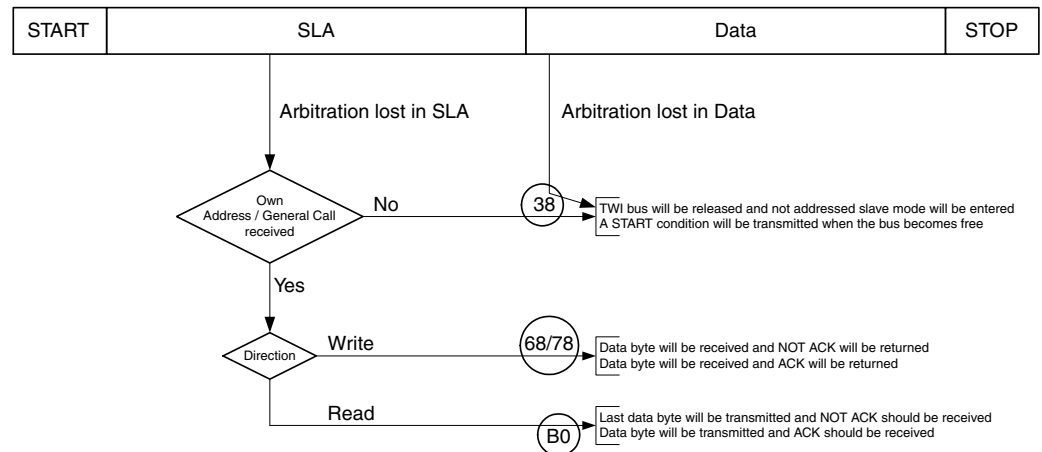 START SLA Data STOP
Arbitration lost in SLA Arbitration lost in Data
Own
Address / General Call
received
No
38
TWI bus will be released and not addressed slave mode will be entered
A START condition will be transmitted when the bus becomes free
Yes
Direction
Write
68/78
Data byte will be received and NOT ACK will be returned
Data byte will be received and ACK will be returned
Read
B0
Last data byte will be transmitted and NOT ACK should be received
Data byte will be transmitted and ACK should be received